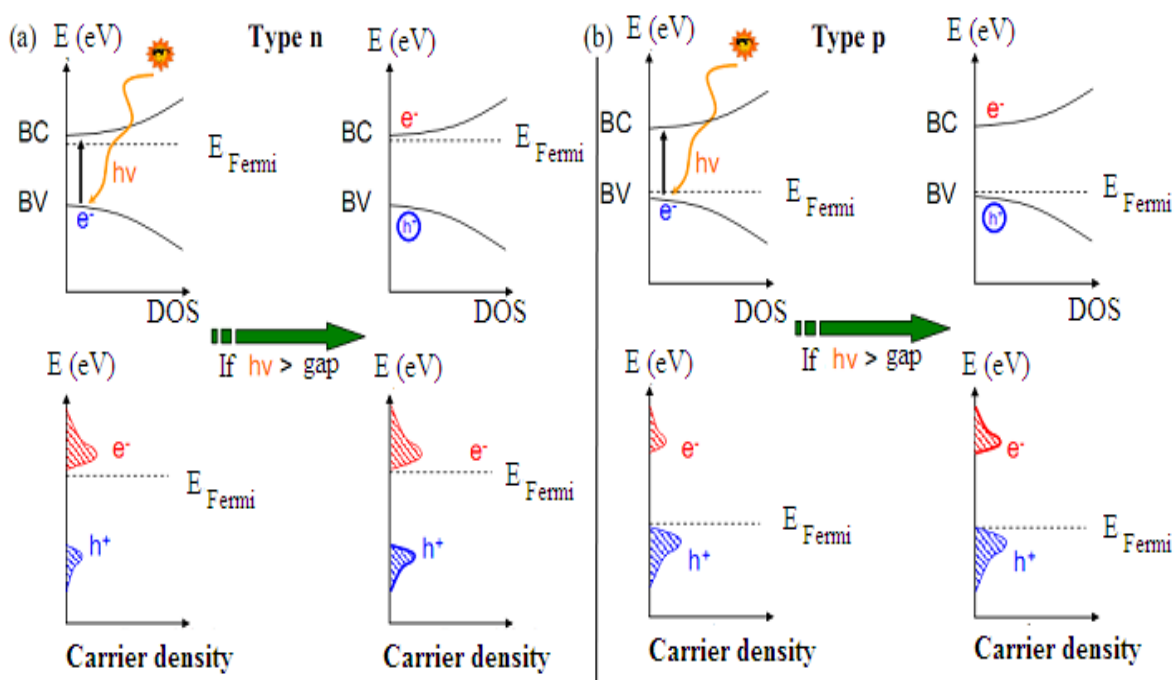 (a)
E (eV)
Type n
E (eV)
BC
E Fermi
hν
BV
e-
DOS
e-
BC
E Fermi
BV
h+
If hν > gap
E (eV)
e-
E Fermi
h+
Carrier density
E (eV)
e-
E Fermi
h+
Carrier density
(b)
E (eV)
Type p
E (eV)
BC
hν
BV
E Fermi
e-
DOS
e-
BC
BV
E Fermi
h+
DOS
If hν > gap
E (eV)
e-
E Fermi
h+
Carrier density
E (eV)
e-
E Fermi
h+
Carrier density